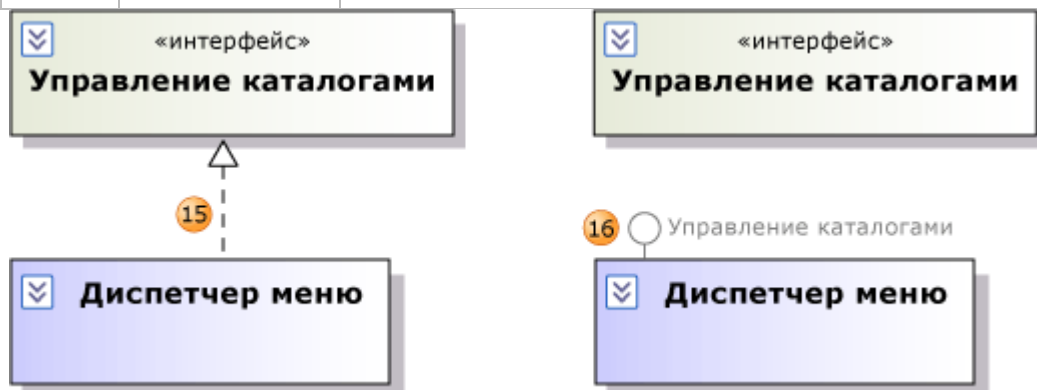 «интерфейс»
Управление каталогами
15
Диспетчер меню
«интерфейс»
Управление каталогами
16 Управление каталогами
Диспетчер меню